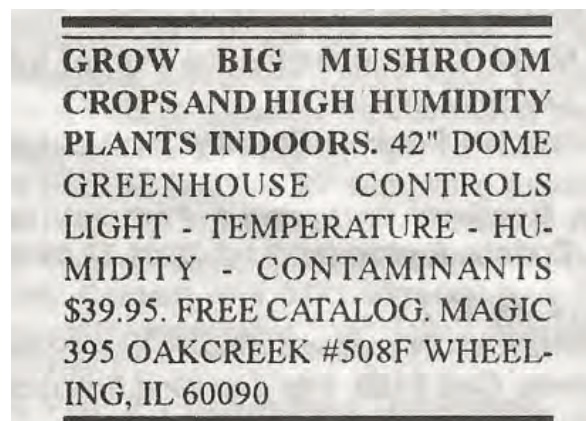 GROW BIG MUSHROOM
CROPS AND HIGH HUMIDITY
PLANTS INDOORS. 42" DOME
GREENHOUSE CONTROLS
LIGHT - TEMPERATURE - HU-
MIDITY - CONTAMINANTS
$39.95. FREE CATALOG. MAGIC
395 OAKCREEK #508F WHEEL-
ING, IL 60090